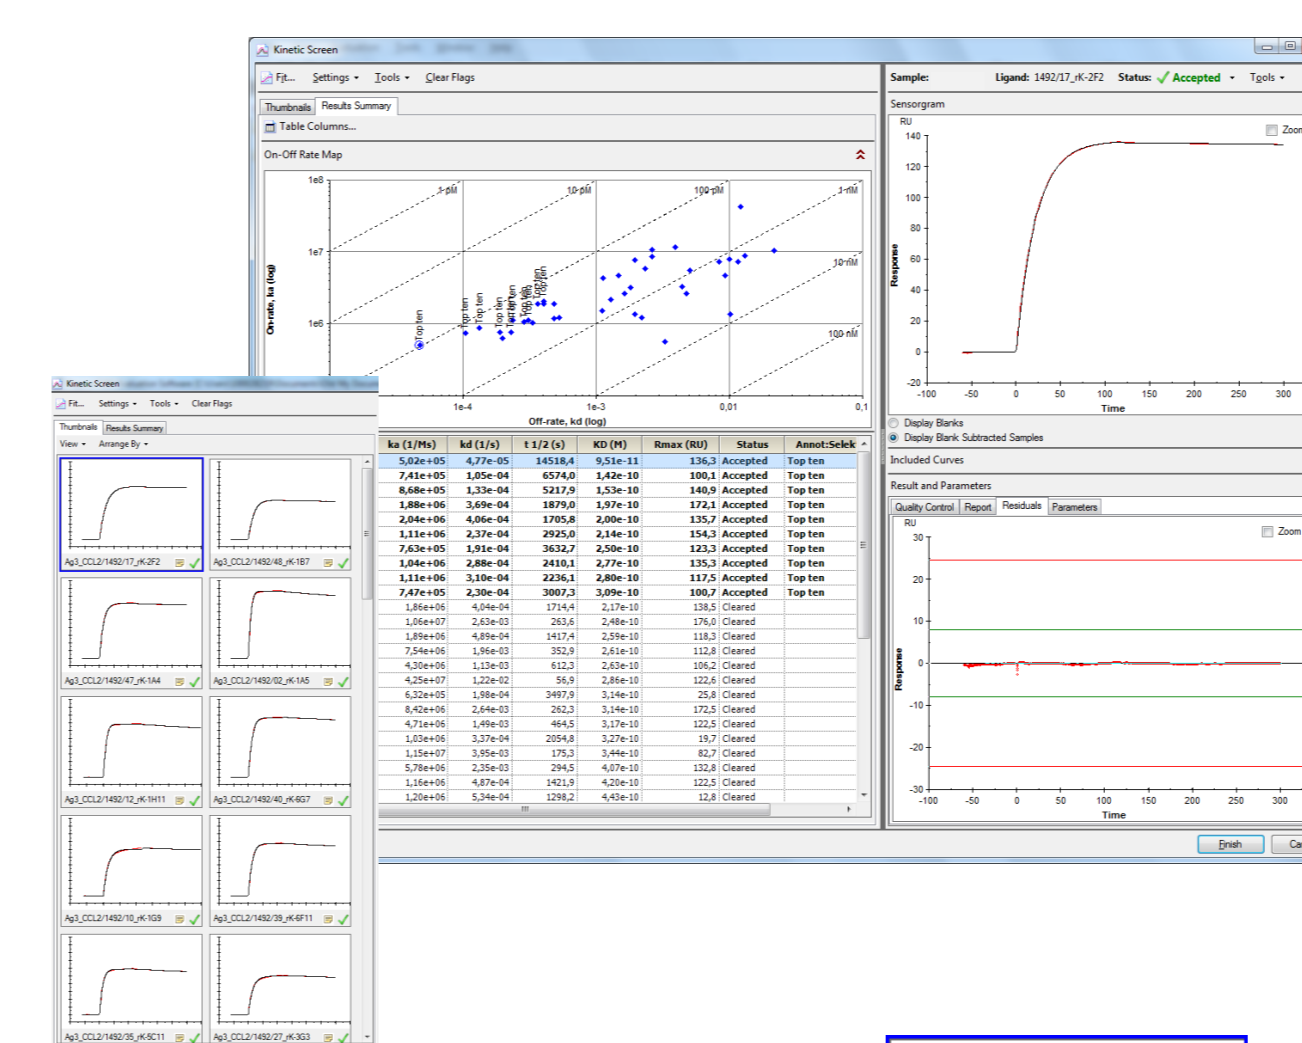 Kinetic Screen
Fit... Settings Tools Clear Flags
Thumbnails Results Summary
Table Columns...
On-Off Rate Map
1e8
1e7
1e6
On-rate, ka (log)
1 pM 10 pM 100 pM 1 nM
10 nM
100 nM
Top ten
Top ten
Top ten
Top ten
Top ten
Top ten
Top ten
Top ten
Top ten
Top ten
1e-4 1e-3 0,01 0,1
Off-rate, kd (log)
ka (1/Ms) kd (1/s) t 1/2 (s) KD (M) Rmax (RU) Status Annot:Selek
5,02e+05 4,77e-05 14518,4 9,51e-11 136,3 Accepted Top ten
7,41e+05 1,05e-04 6574,0 1,42e-10 100,1 Accepted Top ten
8,68e+05 1,33e-04 5217,9 1,53e-10 140,9 Accepted Top ten
1,88e+06 3,69e-04 1879,0 1,97e-10 172,1 Accepted Top ten
2,04e+06 4,06e-04 1705,8 2,00e-10 135,7 Accepted Top ten
1,11e+06 2,37e-04 2925,0 2,14e-10 154,3 Accepted Top ten
7,63e+05 1,91e-04 3632,7 2,50e-10 123,3 Accepted Top ten
1,04e+06 2,88e-04 2410,1 2,77e-10 135,3 Accepted Top ten
1,11e+06 3,10e-04 2236,1 2,80e-10 117,5 Accepted Top ten
7,47e+05 2,30e-04 3007,3 3,09e-10 100,7 Accepted Top ten
1,86e+06 4,04e-04 1714,4 2,17e-10 138,5 Cleared
1,06e+07 2,63e-03 263,6 2,48e-10 176,0 Cleared
1,89e+06 4,89e-04 1417,4 2,59e-10 118,3 Cleared
7,54e+06 1,96e-03 352,9 2,61e-10 112,8 Cleared
4,30e+06 1,13e-03 612,3 2,63e-10 106,2 Cleared
4,25e+07 1,22e-02 56,9 2,86e-10 122,6 Cleared
6,32e+05 1,98e-04 3497,9 3,14e-10 25,8 Cleared
8,42e+06 2,64e-03 262,3 3,14e-10 172,5 Cleared
4,71e+06 1,49e-03 464,5 3,17e-10 122,5 Cleared
1,03e+06 3,37e-04 2054,8 3,27e-10 19,7 Cleared
1,15e+07 3,95e-03 175,3 3,44e-10 82,7 Cleared
5,78e+06 2,35e-03 294,5 4,07e-10 132,8 Cleared
1,16e+06 4,87e-04 1421,9 4,20e-10 122,5 Cleared
1,20e+06 5,34e-04 1298,2 4,43e-10 12,8 Cleared
Sample: Ligand: 1492/17_rK-2F2 Status: Accepted Tools
Sensorgram
RU
Zoom
140
120
100
80
60
40
20
0
-20
Response
-100 -50 0 50 100 150 200 250 300
Time
Display Blanks
Display Blank Subtracted Samples
Included Curves
Result and Parameters
Quality Control Report Residuals Parameters
RU
Zoom
30
20
10
0
-10
-20
-30
Response
-100 -50 0 50 100 150 200 250 300
Time
Finish Ca
Kinetic Screen
Fit... Settings Tools Clear Flags
Thumbnails Results Summary
View Arrange By
Ag3_CCL2/1492/17_rK-2F2 Ag3_CCL2/1492/48_rK-1B7
Ag3_CCL2/1492/47_rK-1A4 Ag3_CCL2/1492/02_rK-1A5
Ag3_CCL2/1492/12_rK-1H11 Ag3_CCL2/1492/40_rK-6G7
Ag3_CCL2/1492/10_rK-1G9 Ag3_CCL2/1492/39_rK-6F11
Ag3_CCL2/1492/35_rK-5C11 Ag3_CCL2/1492/27_rK-3G3